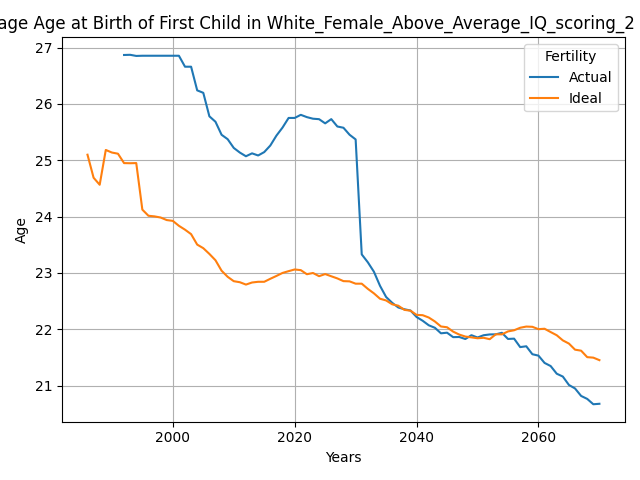 age Age at Birth of First Child in White_Female_Above_Average_IQ_scoring_2
Fertility
Actual
Ideal
27
26
25
24
23
22
21
Age
2000
2020
2040
2060
Years